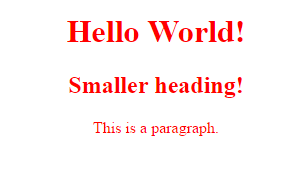 Hello World!
Smaller heading!
This is a paragraph.